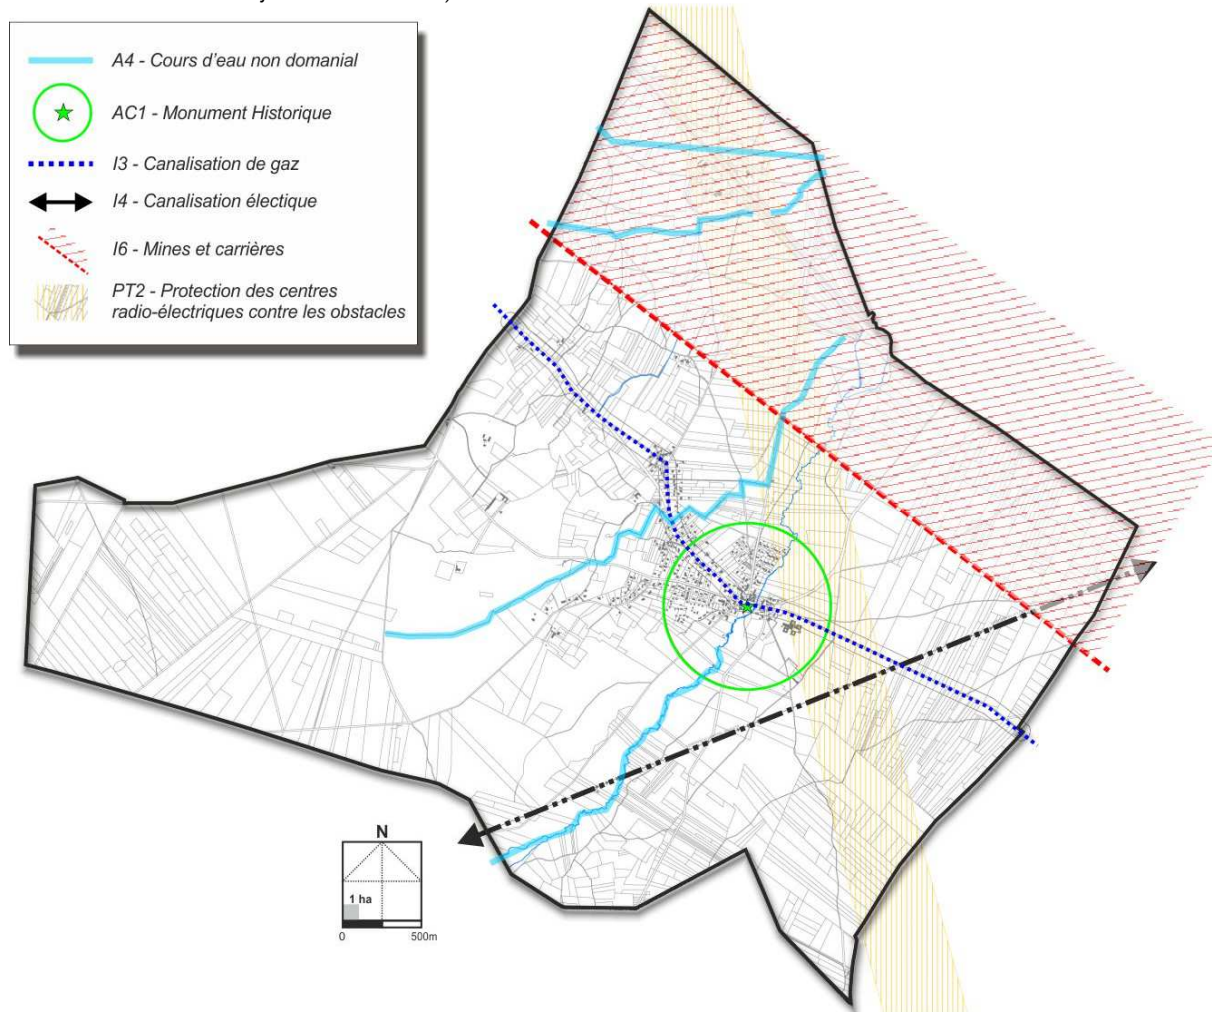 A4 - Cours d'eau non domanial
AC1 - Monument Historique
I3 - Canalisation de gaz
I4 - Canalisation électique
I6 - Mines et carrières
PT2 - Protection des centres
radio-électriques contre les obstacles
N
1 ha
0 500m